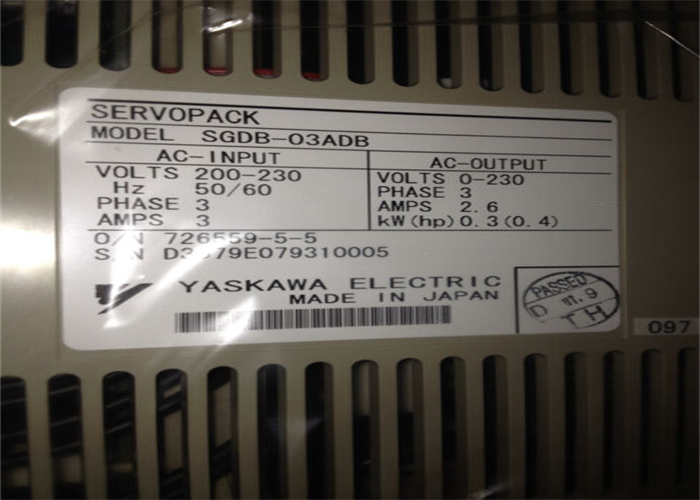 SERVOPACK
MODEL SGDB-03ADB
AC-INPUT
VOLTS 200-230
Hz 50/60
PHASE 3
AMPS 3
AC-OUTPUT
VOLTS 0-230
PHASE 3
AMPS 2.6
kW(hp) 0.3(0.4)
O/N 726559-5-5
S/N
YASKAWA ELECTRIC
MADE IN JAPAN
PASSED
D
TH
097